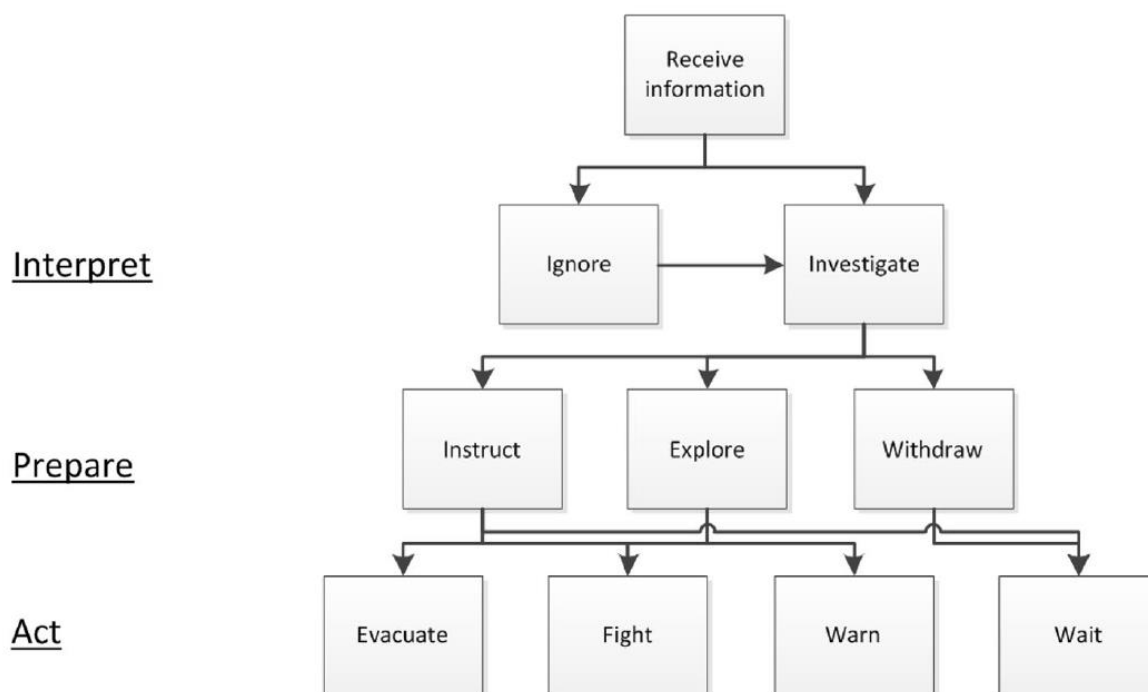 Receive
information
Interpret
Ignore
Investigate
Prepare
Instruct
Explore
Withdraw
Act
Evacuate
Fight
Warn
Wait